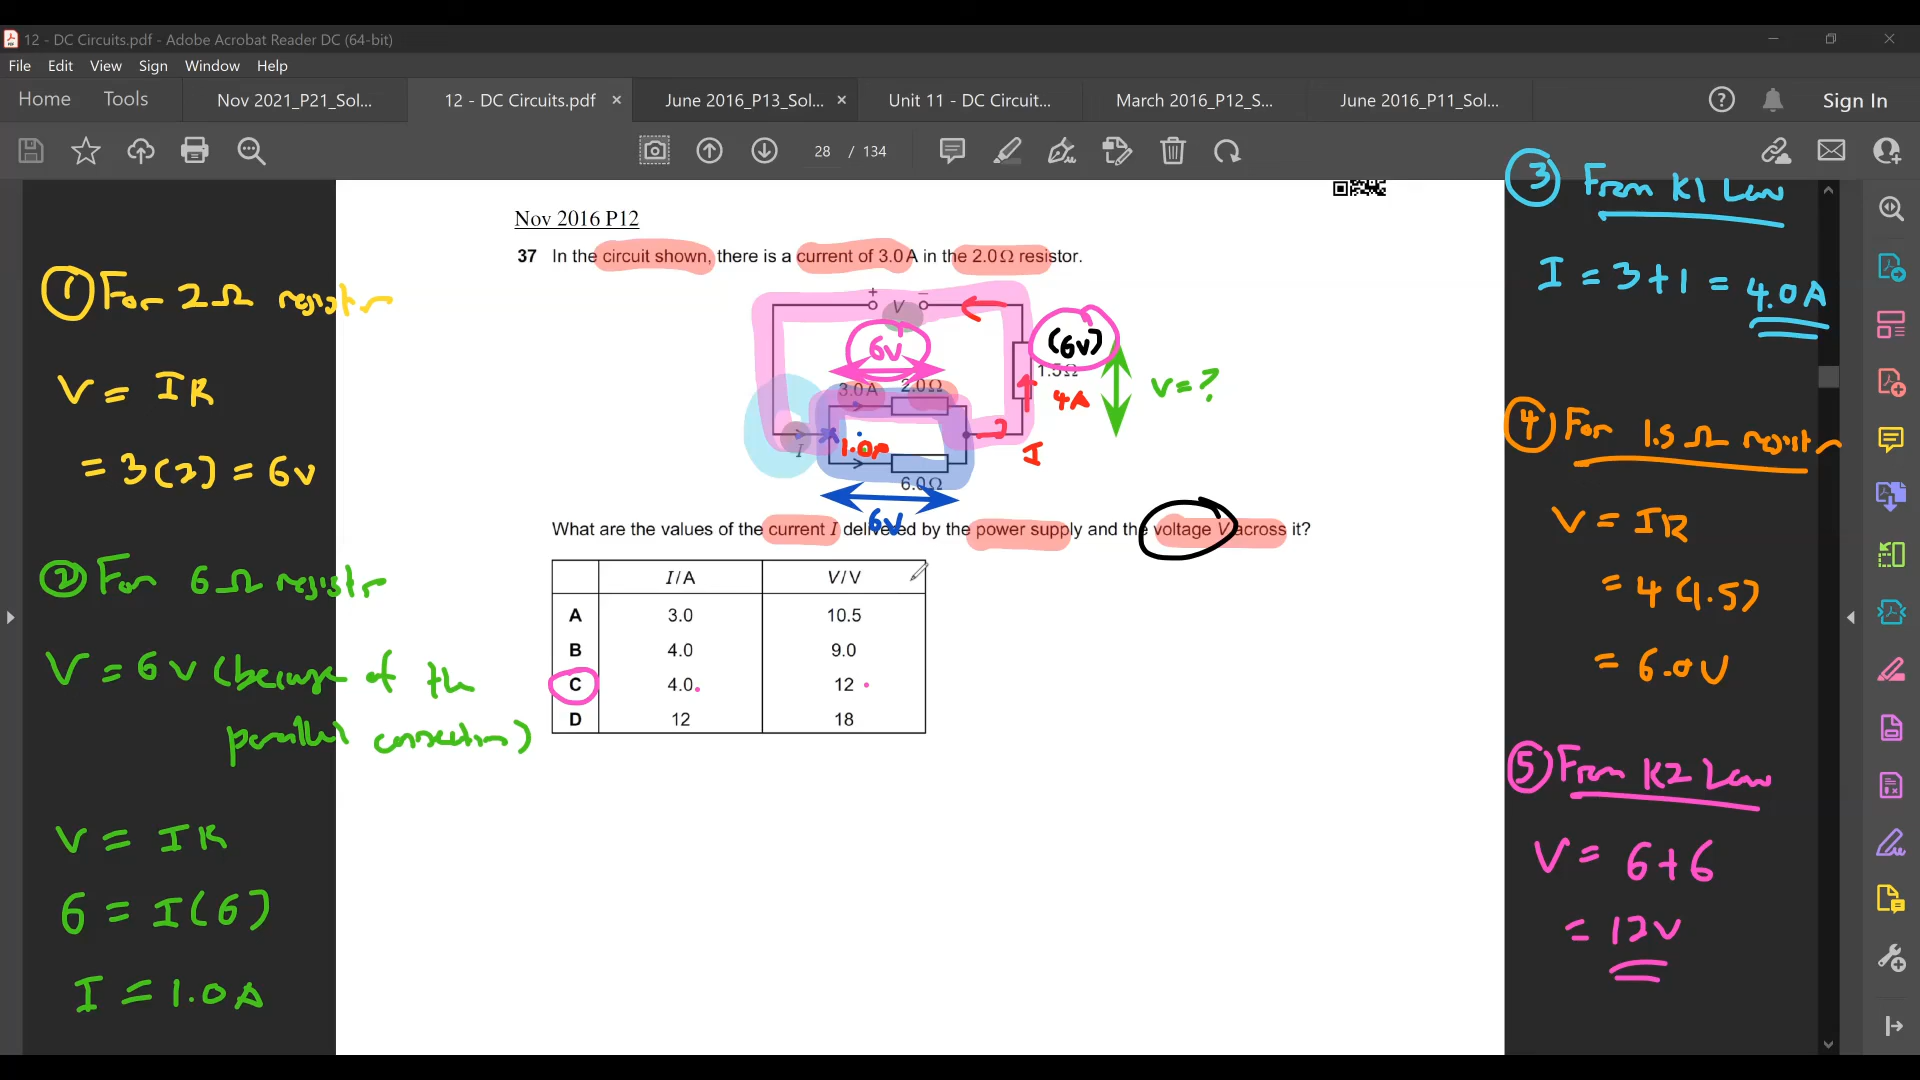 12 - DC Circuits.pdf - Adobe Acrobat Reader DC (64-bit)
File Edit View Sign Window Help
Home Tools Nov 2021_P21_Sol... 12 - DC Circuits.pdf × June 2016_P13_Sol... × Unit 11 - DC Circuit... March 2016_P12_S... June 2016_P11_Sol... Sign In
28 / 134
Nov 2016 P12
37 In the circuit shown, there is a current of 3.0 A in the 2.0 Ω resistor.
+ −
V
6V
(6V)
1.5Ω
V = ?
3.0 A 2.0 Ω
4A
1.0A
I
I
6.0 Ω
6V
What are the values of the current I delivered by the power supply and the voltage V across it?
I/A V/V
A 3.0 10.5
B 4.0 9.0
C 4.0 12
D 12 18
① For 2Ω resistor
V = IR
= 3(2) = 6V
② For 6Ω resistor
V = 6V (because of the
parallel connection)
V = IR
6 = I(6)
I = 1.0 A
③ From K1 Law
I = 3+1 = 4.0A
④ For 1.5 Ω resistor
V = IR
= 4 (1.5)
= 6.0V
⑤ From K2 Law
V = 6+6
= 12V